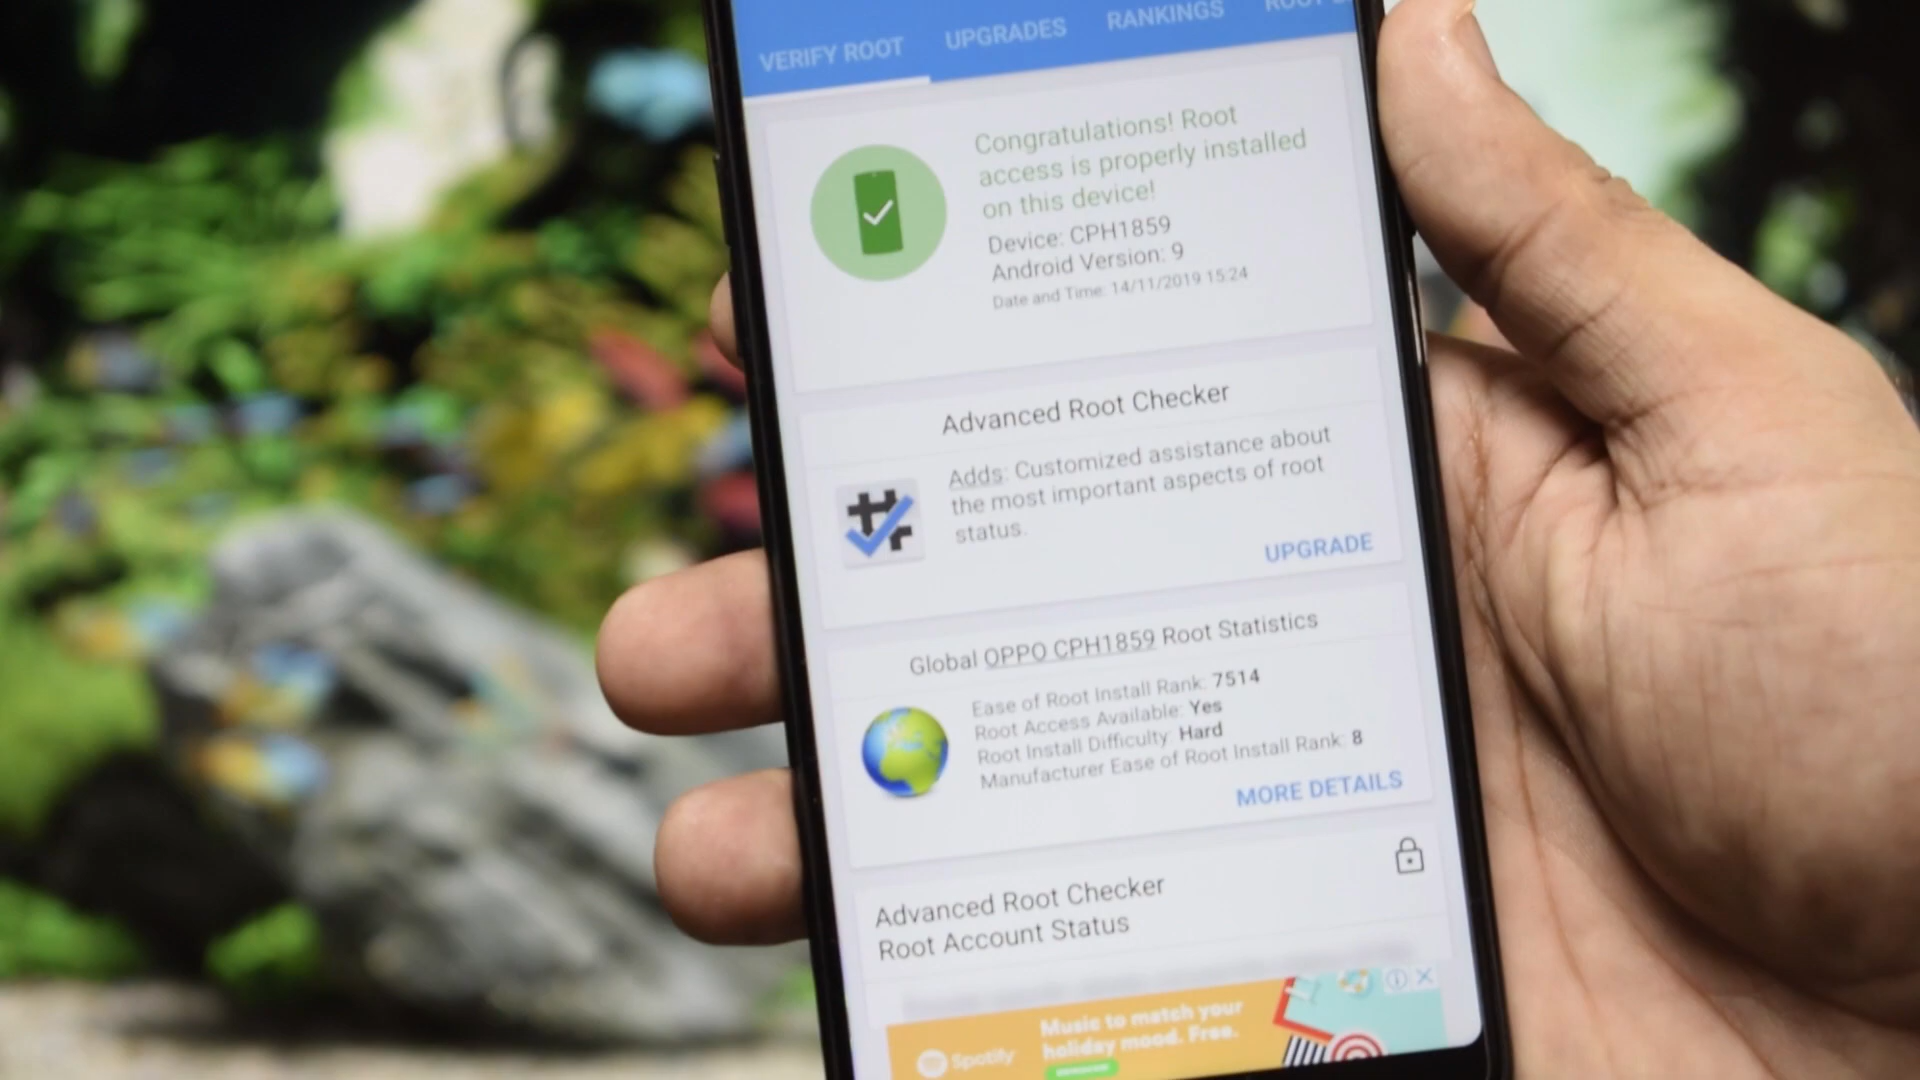 VERIFY ROOT UPGRADES RANKINGS ROOT
Congratulations! Root
access is properly installed
on this device!
Device: CPH1859
Android Version: 9
Date and Time: 14/11/2019 15:24
Advanced Root Checker
Adds: Customized assistance about
the most important aspects of root
status.
UPGRADE
Global OPPO CPH1859 Root Statistics
Ease of Root Install Rank: 7514
Root Access Available: Yes
Root Install Difficulty: Hard
Manufacturer Ease of Root Install Rank: 8
MORE DETAILS
Advanced Root Checker
Root Account Status
Music to match your
holiday mood. Free.
Spotify